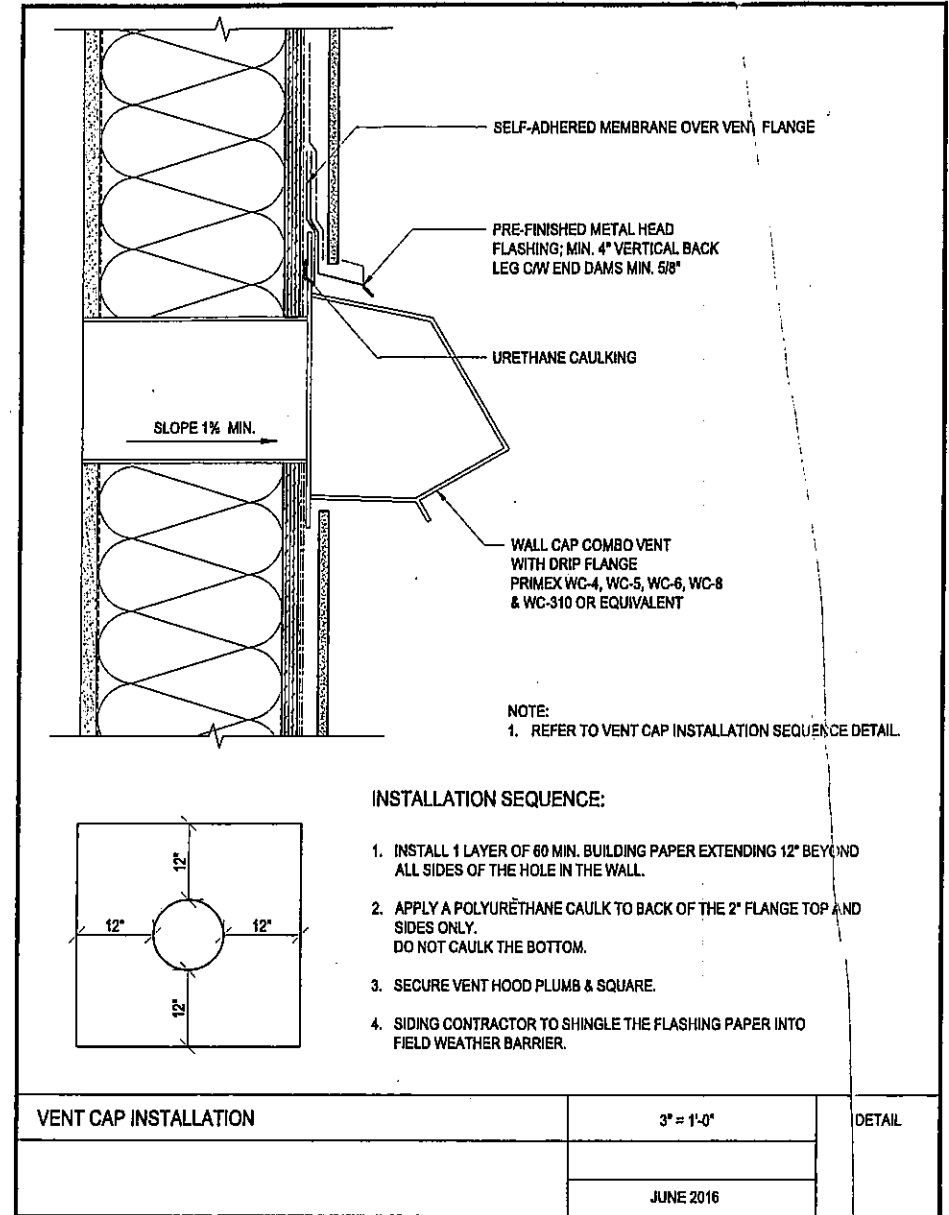 SELF-ADHERED MEMBRANE OVER VENT FLANGE
PRE-FINISHED METAL HEAD
FLASHING; MIN. 4" VERTICAL BACK
LEG C/W END DAMS MIN. 5/8"
URETHANE CAULKING
SLOPE 1% MIN.
WALL CAP COMBO VENT
WITH DRIP FLANGE
PRIMEX WC-4, WC-5, WC-6, WC-8
& WC-310 OR EQUIVALENT
NOTE:
1. REFER TO VENT CAP INSTALLATION SEQUENCE DETAIL.
INSTALLATION SEQUENCE:
1. INSTALL 1 LAYER OF 60 MIN. BUILDING PAPER EXTENDING 12" BEYOND
ALL SIDES OF THE HOLE IN THE WALL.
2. APPLY A POLYURETHANE CAULK TO BACK OF THE 2" FLANGE TOP AND
SIDES ONLY.
DO NOT CAULK THE BOTTOM.
3. SECURE VENT HOOD PLUMB & SQUARE.
4. SIDING CONTRACTOR TO SHINGLE THE FLASHING PAPER INTO
FIELD WEATHER BARRIER.
12"
12"
12"
12"
VENT CAP INSTALLATION
3" = 1'-0"
DETAIL
JUNE 2016